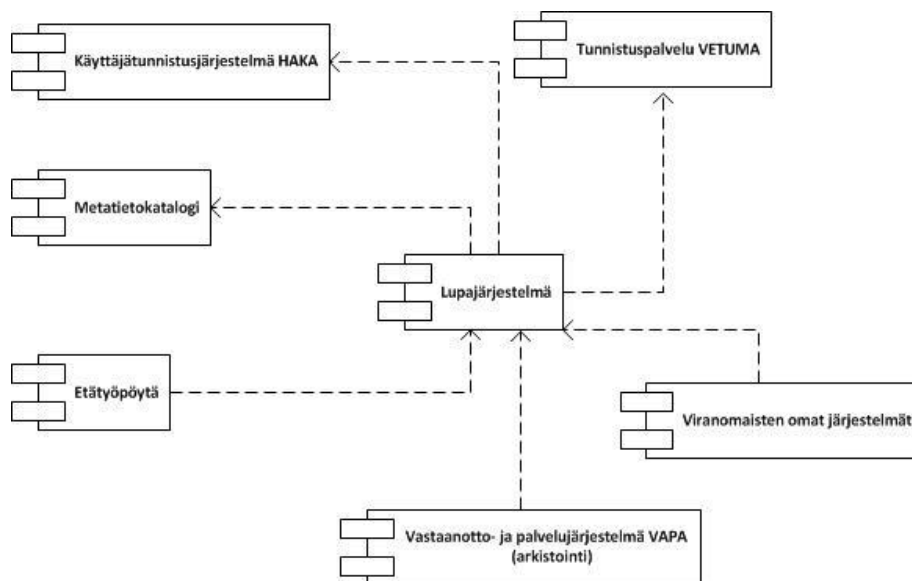 Käyttäjätunnistusjärjestelmä HAKA
Tunnistuspalvelu VETUMA
Metatietokatalogi
Lupajärjestelmä
Etätyöpöytä
Viranomaisten omat järjestelmät
Vastaanotto- ja palvelujärjestelmä VAPA
(arkistointi)